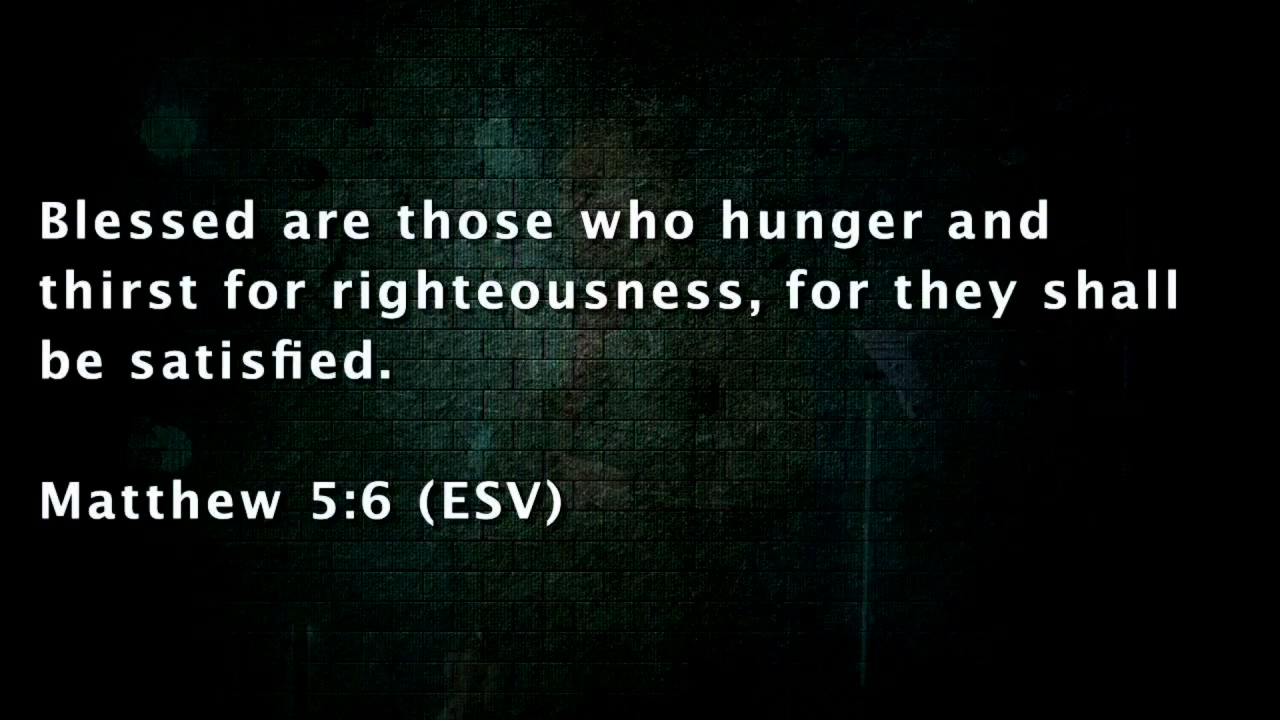 Blessed are those who hunger and
thirst for righteousness, for they shall
be satisfied.
Matthew 5:6 (ESV)